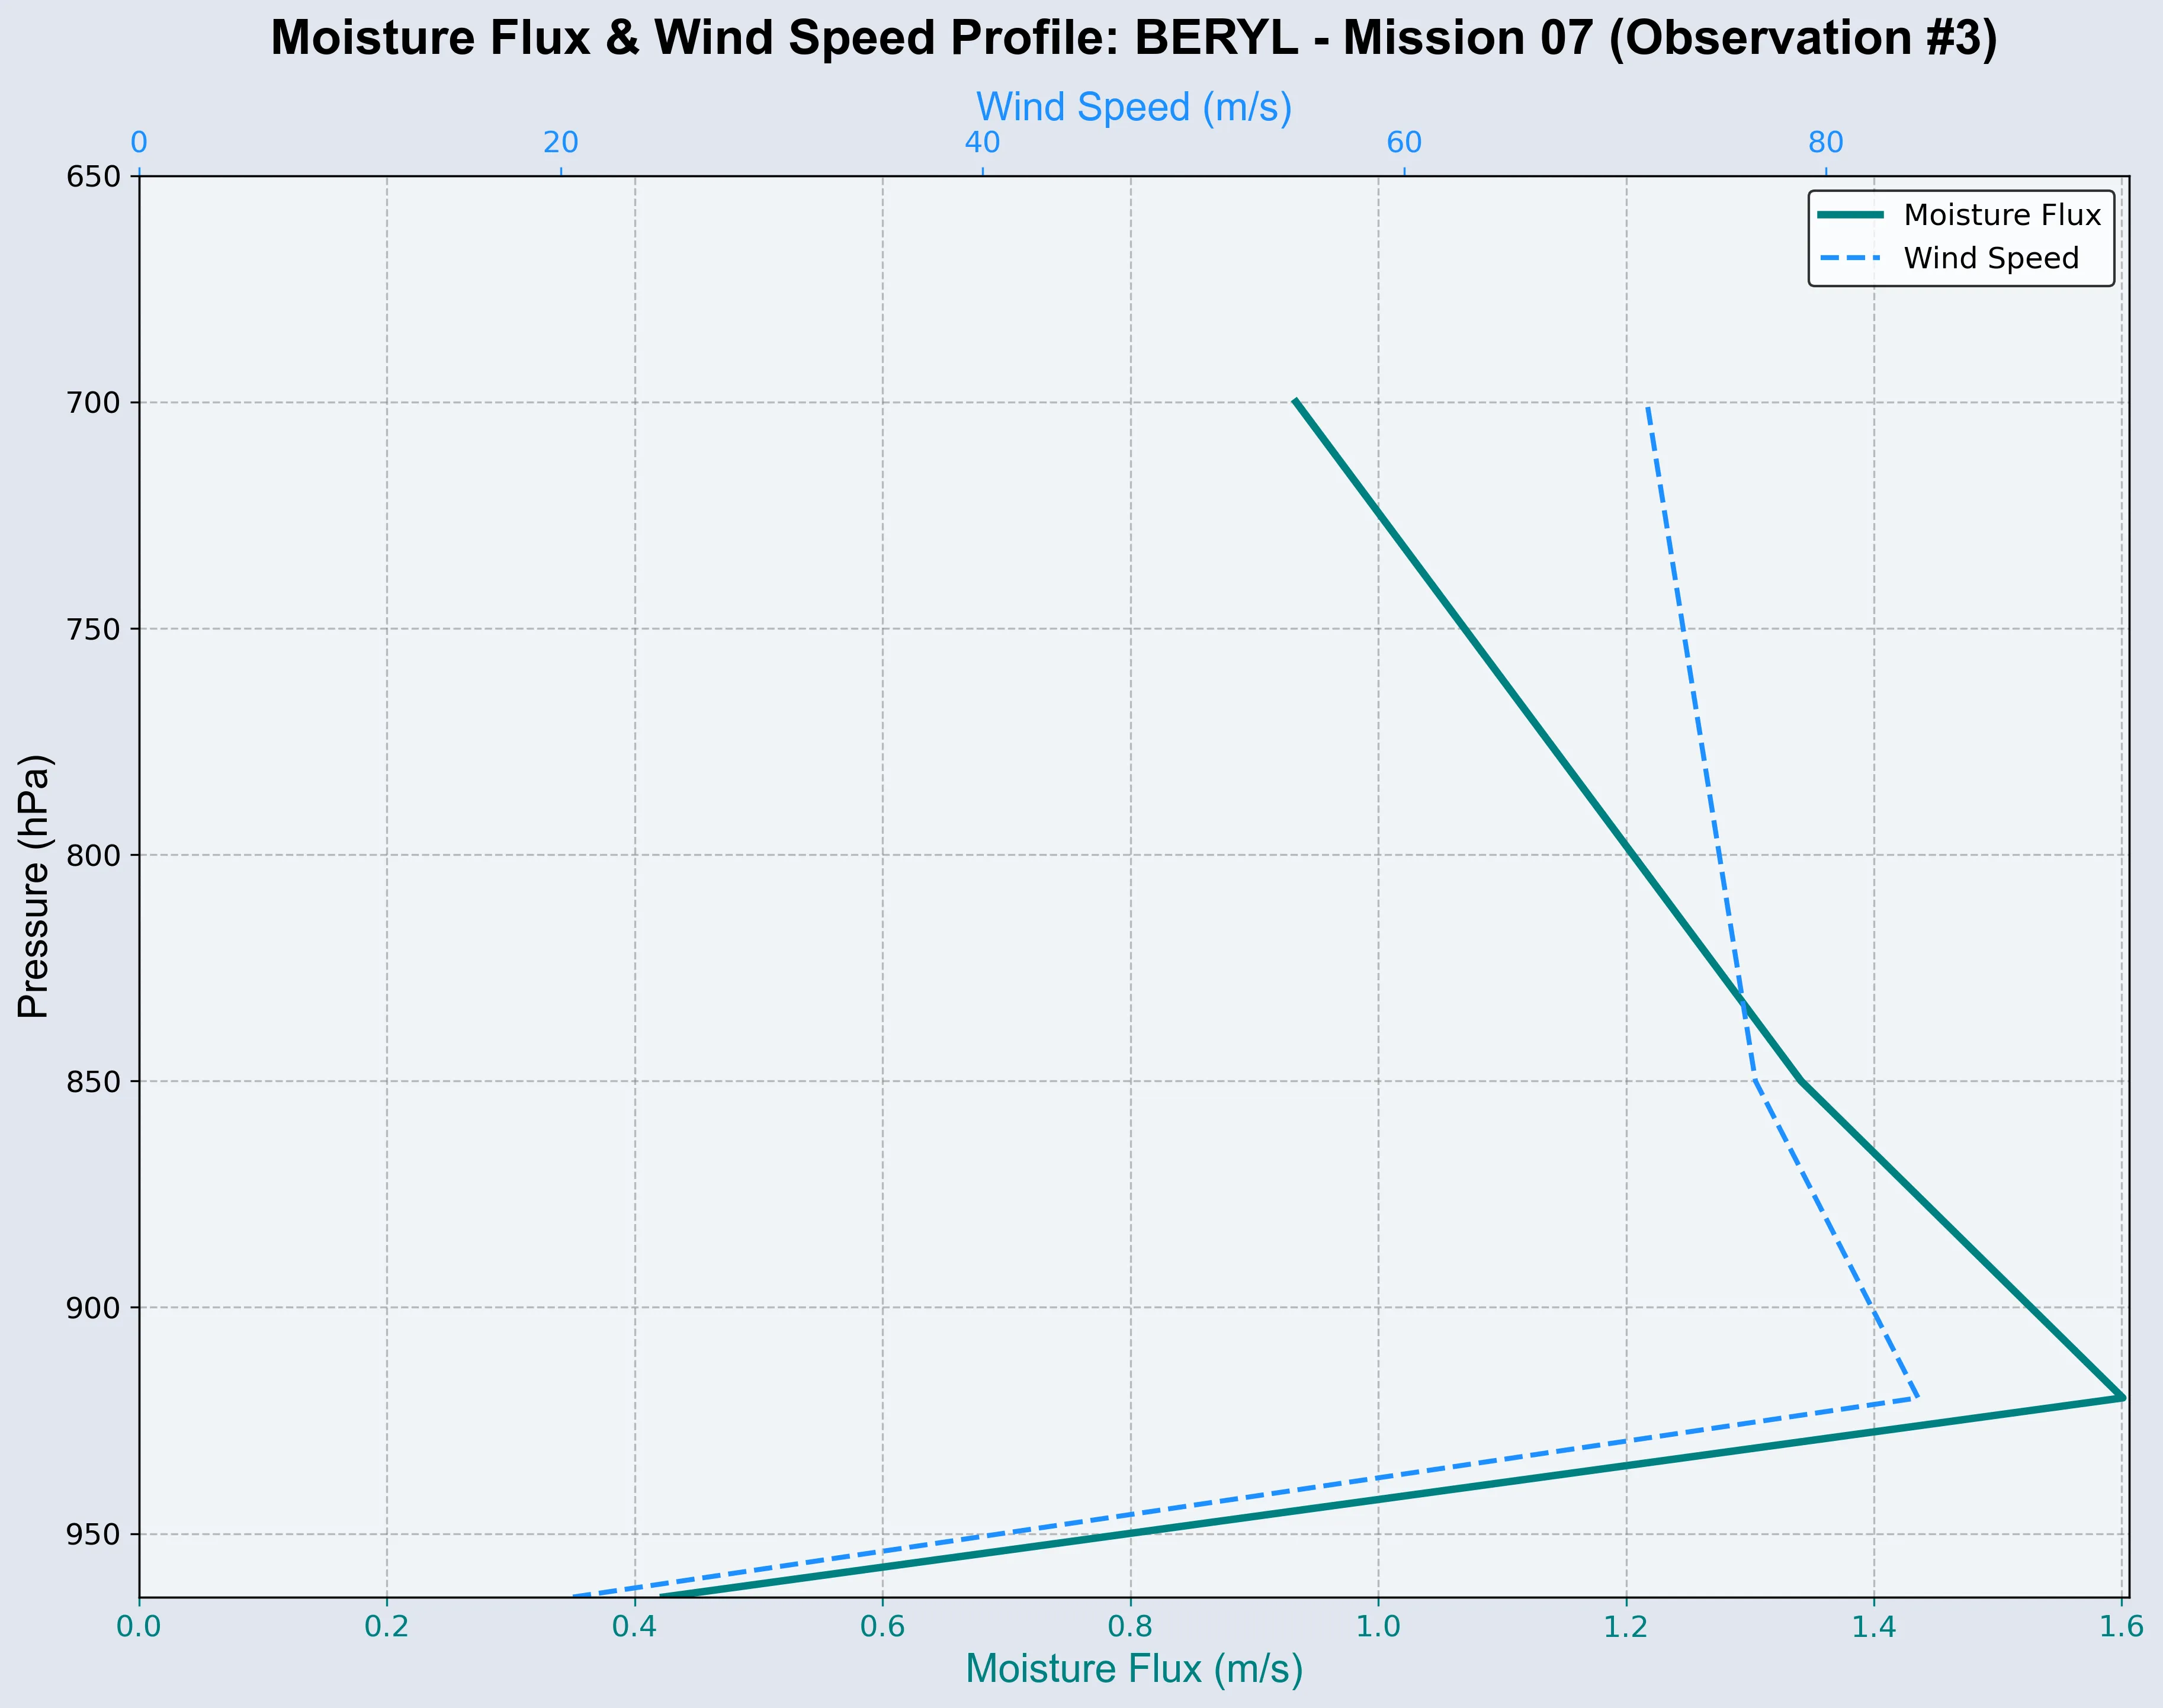 Moisture Flux & Wind Speed Profile: BERYL - Mission 07 (Observation #3)
Wind Speed (m/s)
0 20 40 60 80
Moisture Flux
Wind Speed
650
700
750
800
850
900
950
Pressure (hPa)
0.0 0.2 0.4 0.6 0.8 1.0 1.2 1.4 1.6
Moisture Flux (m/s)